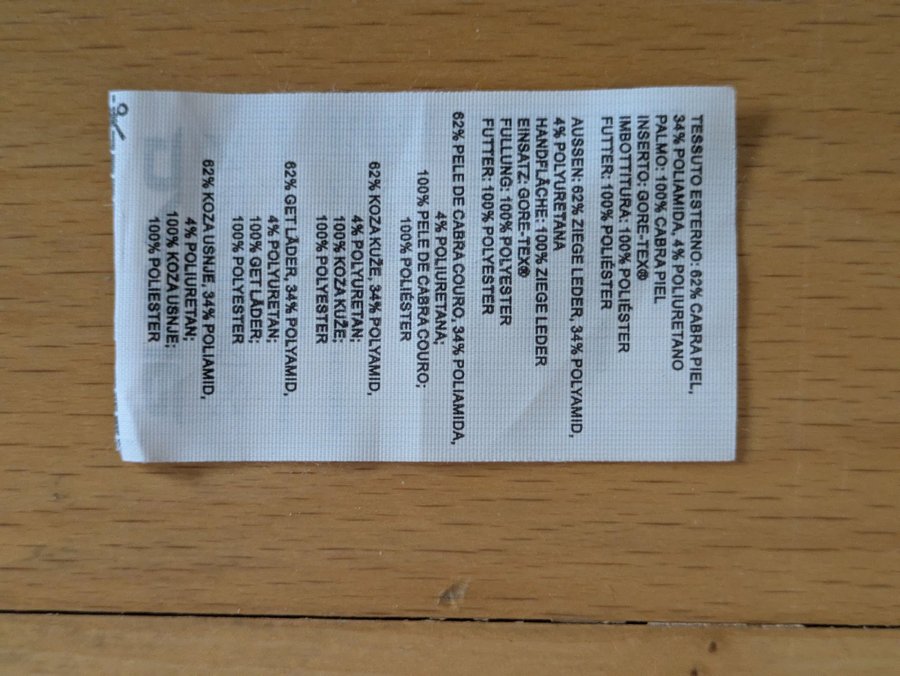 TESSUTO ESTERNO: 62% CABRA PIEL,
34% POLIAMIDA, 4% POLIURETANO
PALMO: 100% CABRA PIEL
INSERTO: GORE-TEX®
IMBOTTITURA: 100% POLIÉSTER
FUTTER: 100% POLIÉSTER
AUSSEN: 62% ZIEGE LEDER, 34% POLYAMID,
4% POLYURETANA
HANDFLÄCHE: 100% ZIEGE LEDER
EINSATZ: GORE-TEX®
FULLUNG: 100% POLYESTER
FUTTER: 100% POLYESTER
62% PELE DE CABRA COURO, 34% POLIAMIDA,
4% POLIURETANA;
100% PELE DE CABRA COURO;
100% POLIÉSTER
62% KOZA KUŽE, 34% POLYAMID,
4% POLYURETAN;
100% KOZA KUŽE;
100% POLYESTER
62% GET LÄDER, 34% POLYAMID,
4% POLYURETAN;
100% GET LÄDER;
100% POLYESTER
62% KOZA USNJE, 34% POLIAMID,
4% POLIURETAN;
100% KOZA USNJE;
100% POLIESTER